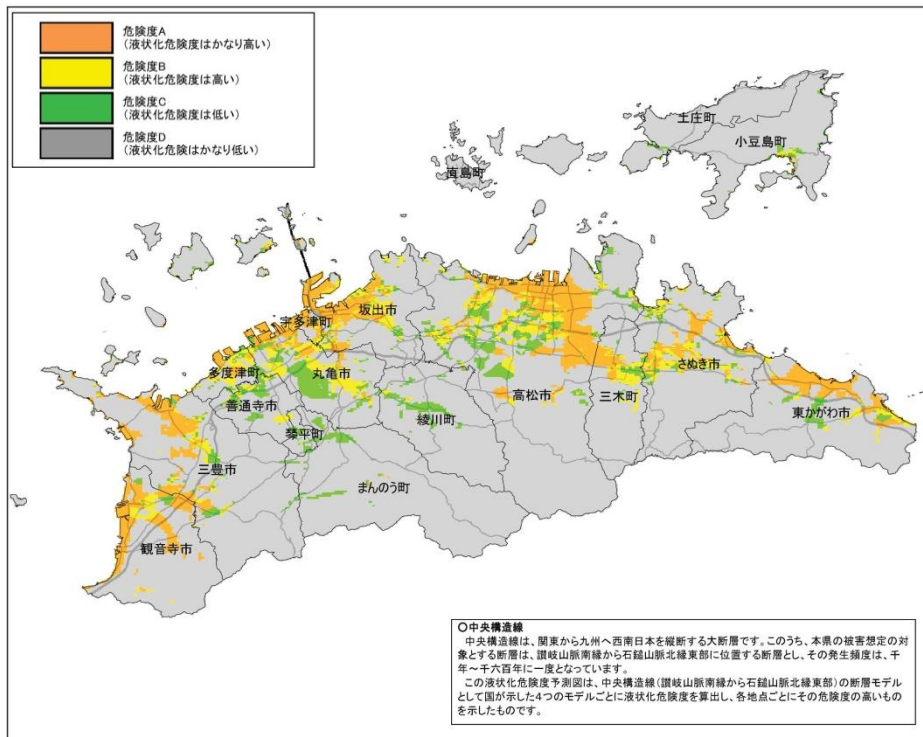 危険度A
（液状化危険度はかなり高い）
危険度B
（液状化危険度は高い）
危険度C
（液状化危険度は低い）
危険度D
（液状化危険はかなり低い）
土庄町
小豆島町
直島町
坂出市
宇多津町
多度津町
丸亀市
さぬき市
善通寺市
高松市
三木町
綾川町
東かがわ市
琴平町
三豊市
まんのう町
観音寺市
○中央構造線
中央構造線は、関東から九州へ西南日本を縦断する大断層です。このうち、本県の被害想定の
対象とする断層は、讃岐山脈南縁から石鎚山脈北縁東部に位置する断層とし、その発生頻度は、千
年～千六百年に一度となっています。
この液状化危険度予測図は、中央構造線（讃岐山脈南縁から石鎚山脈北縁東部）の断層モデル
として国が示した４つのモデルごとに液状化危険度を算出し、各地点ごとにその危険度の高いもの
を示したものです。